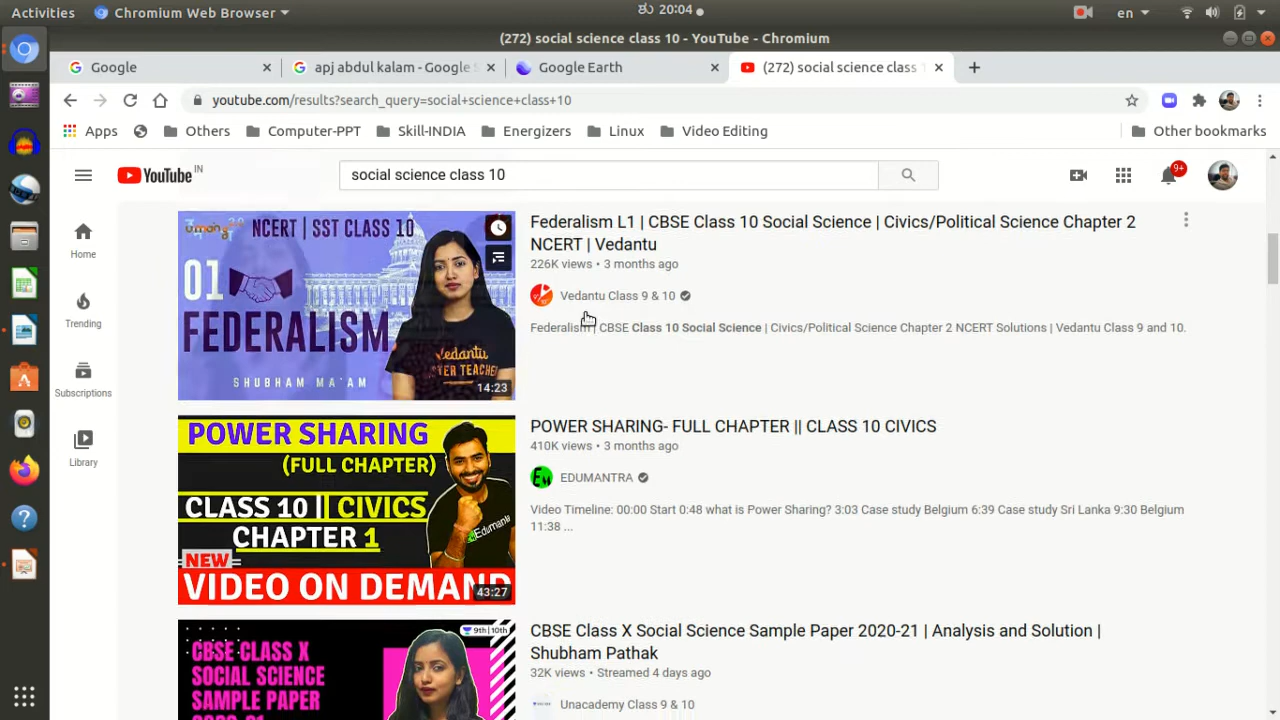 Activities
Chromium Web Browser
20:04
en
(272) social science class 10 - YouTube - Chromium
Google
apj abdul kalam - Google S
Google Earth
(272) social science class 1
youtube.com/results?search_query=social+science+class+10
Apps
Others
Computer-PPT
Skill-INDIA
Energizers
Linux
Video Editing
Other bookmarks
YouTube IN
social science class 10
9+
Home
Trending
Subscriptions
Library
NCERT | SST CLASS 10
01
FEDERALISM
SHUBHAM MA'AM
14:23
Federalism L1 | CBSE Class 10 Social Science | Civics/Political Science Chapter 2
NCERT | Vedantu
226K views • 3 months ago
Vedantu Class 9 & 10
Federalism | CBSE Class 10 Social Science | Civics/Political Science Chapter 2 NCERT Solutions | Vedantu Class 9 and 10.
POWER SHARING
(FULL CHAPTER)
CLASS 10 || CIVICS
CHAPTER 1
NEW
VIDEO ON DEMAND
Edumantra
43:27
POWER SHARING- FULL CHAPTER || CLASS 10 CIVICS
410K views • 3 months ago
EDUMANTRA
Video Timeline: 00:00 Start 0:48 what is Power Sharing? 3:03 Case study Belgium 6:39 Case study Sri Lanka 9:30 Belgium
11:38 ...
9th | 10th
CBSE CLASS X
SOCIAL SCIENCE
SAMPLE PAPER
2020-21
CBSE Class X Social Science Sample Paper 2020-21 | Analysis and Solution |
Shubham Pathak
32K views • Streamed 4 days ago
Unacademy Class 9 & 10